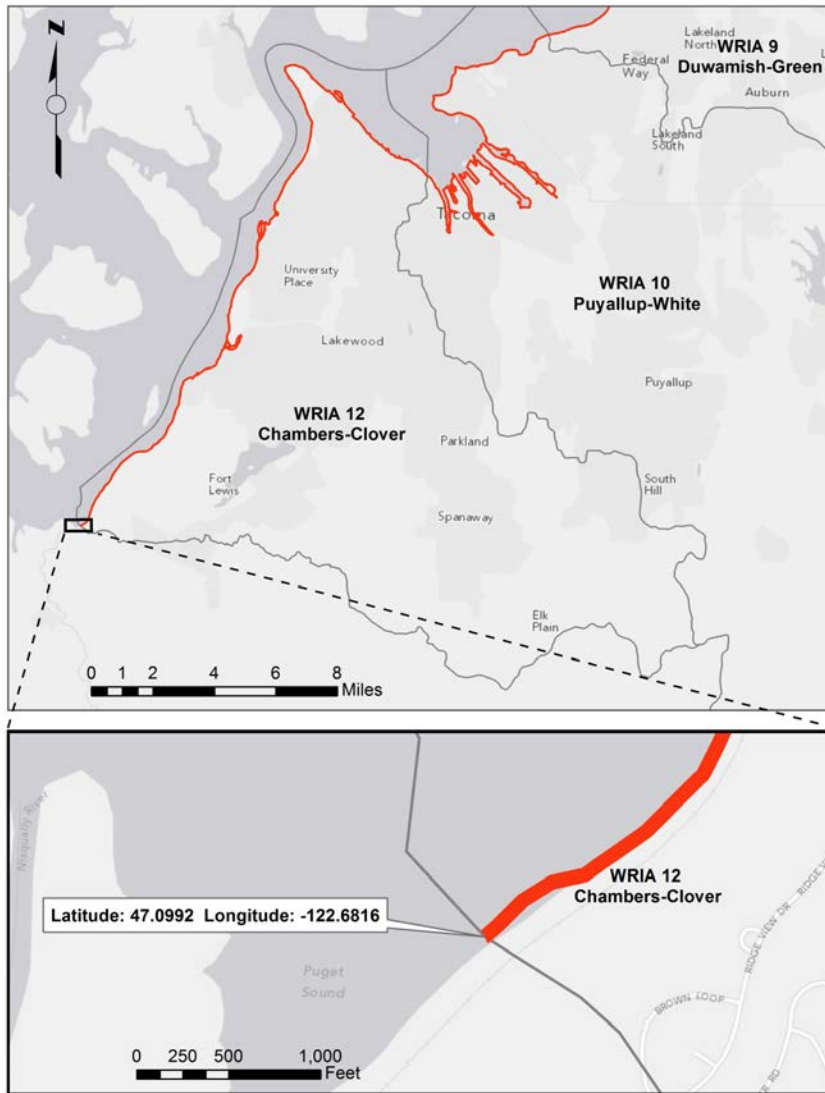 N
WRIA 9
Duwamish-Green
Lakeland
North
Federal
Way
Auburn
Lakeland
South
Tacoma
University
Place
WRIA 10
Puyallup-White
Lakewood
Puyallup
WRIA 12
Chambers-Clover
Parkland
Fort
Lewis
South
Hill
Spanaway
Elk
Plain
0 1 2 4 6 8
Miles
Nisqually River
WRIA 12
Chambers-Clover
Latitude: 47.0992 Longitude: -122.6816
RIDGE VIEW DR
Puget
Sound
BROWN LOOP
0 250 500 1,000
Feet